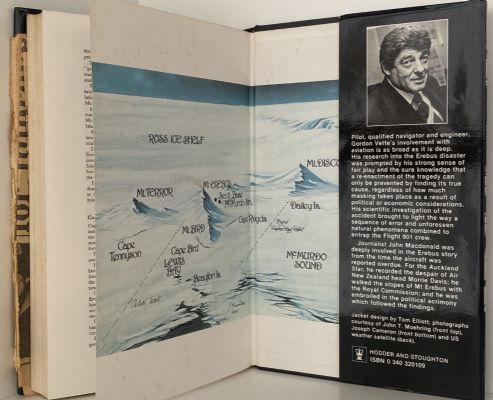 ROSS ICE SHELF
MT. TERROR
MT EREBUS
Scott Base
McMurdo Stn.
MT. DISCO
MT. BIRD
Cape Royds
Dailey Is.
Cape
Tennyson
Cape Bird
LEWIS
BAY
Beaufort Is.
McMURDO
SOUND
Pilot, qualified navigator and engineer,
Gordon Vette's involvement with
aviation is as broad as it is deep.
His research into the Erebus disaster
was prompted by his strong sense of
fair play and the sure knowledge that
a re-enactment of the tragedy can
only be prevented by finding its true
cause, regardless of how much
masking takes place as a result of
political or economic considerations.
His scientific investigation of the
accident brought to light the way a
sequence of error and unforeseen
natural phenomena combined to
entrap the Flight 901 crew.
Journalist John Macdonald was
deeply involved in the Erebus story
from the time the aircraft was
reported overdue. For the Auckland
Star, he recorded the despair of Air
New Zealand head Morrie Davis; he
walked the slopes of Mt Erebus with
the Royal Commission; and he was
embroiled in the political acrimony
which followed the findings.
Jacket design by Tom Elliott; photographs
courtesy of John T. Moehring (front top),
Joseph Cameron (front bottom) and US
weather satellite (back).
HODDER AND STOUGHTON
ISBN 0 340 320109